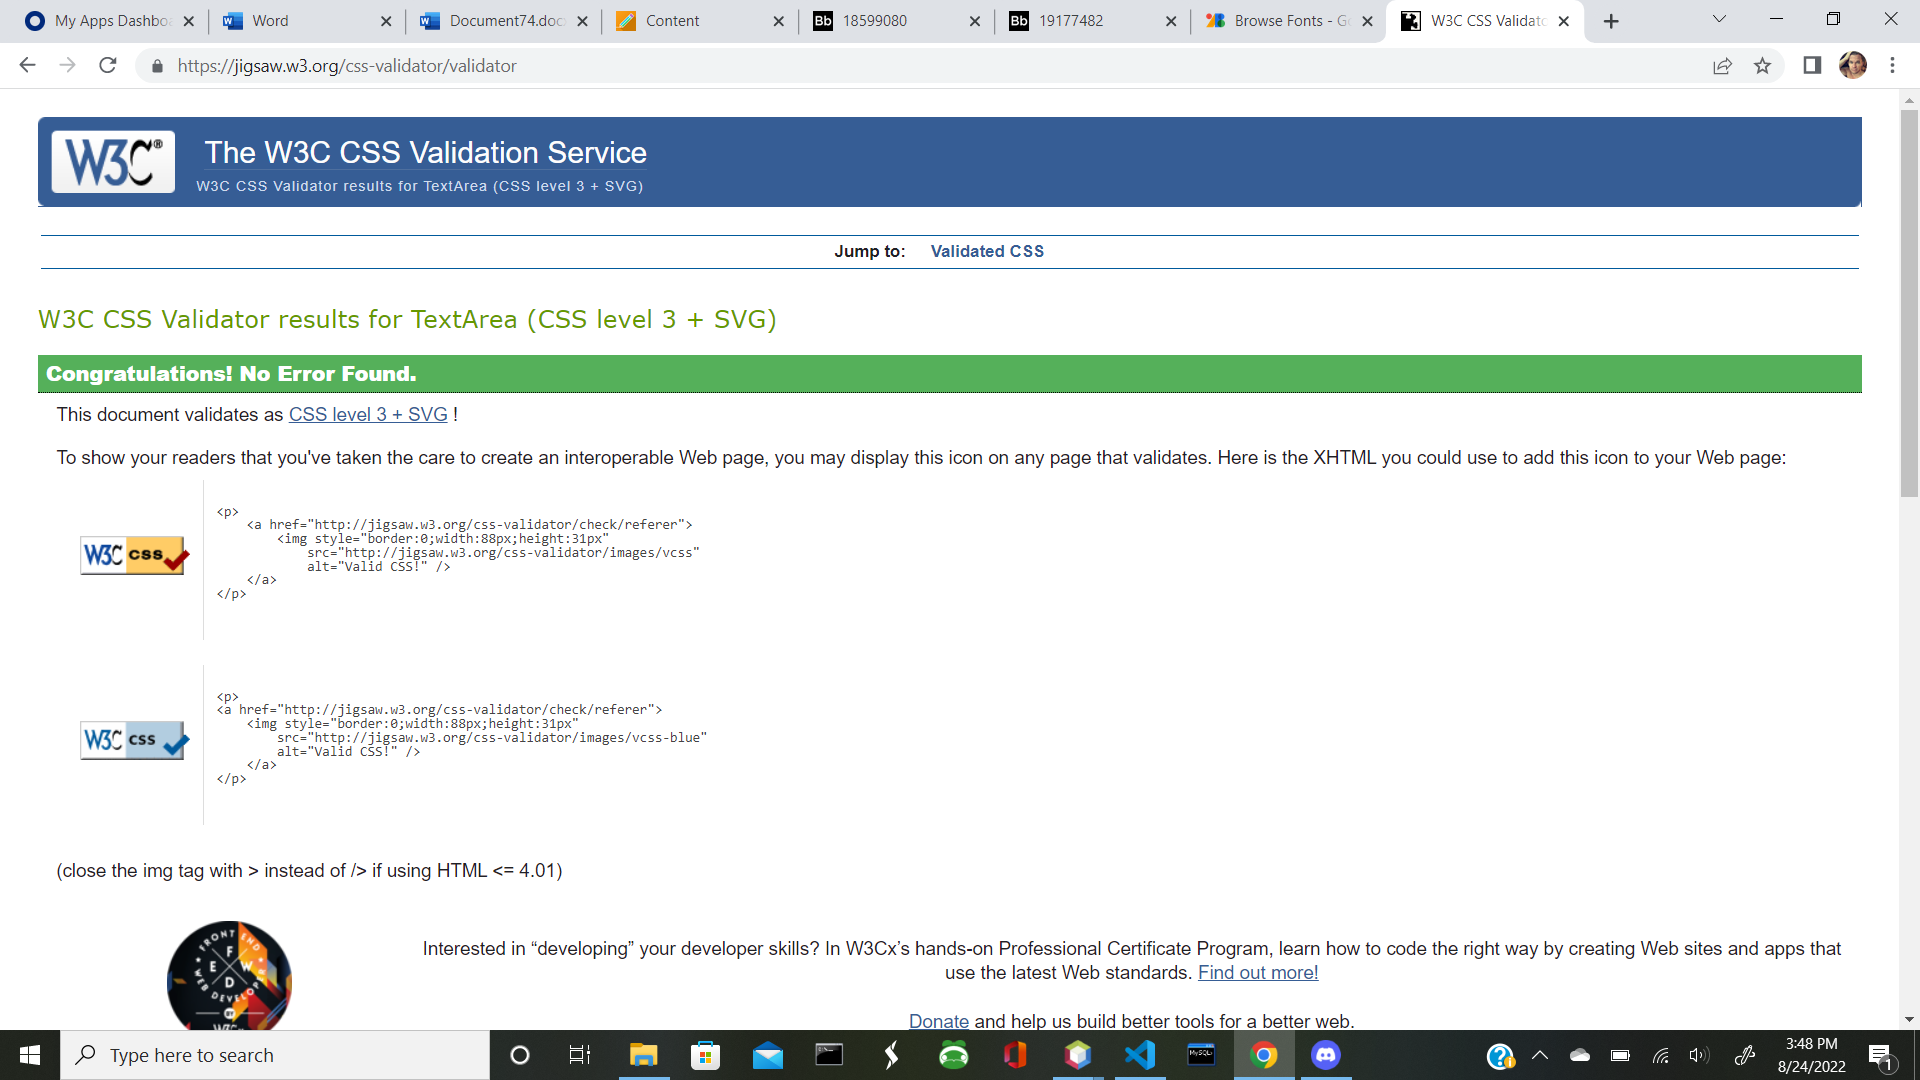 My Apps Dashbo
Word
Document74.doc
Content
Bb 18599080
Bb 19177482
Browse Fonts - G
W3C CSS Validat
https://jigsaw.w3.org/css-validator/validator
W3C®
The W3C CSS Validation Service
W3C CSS Validator results for TextArea (CSS level 3 + SVG)
Jump to: Validated CSS
W3C CSS Validator results for TextArea (CSS level 3 + SVG)
Congratulations! No Error Found.
This document validates as CSS level 3 + SVG !
To show your readers that you've taken the care to create an interoperable Web page, you may display this icon on any page that validates. Here is the XHTML you could use to add this icon to your Web page:
W3C css
<p>
<a href="http://jigsaw.w3.org/css-validator/check/referer">
<img style="border:0;width:88px;height:31px"
src="http://jigsaw.w3.org/css-validator/images/vcss"
alt="Valid CSS!" />
</a>
</p>
W3C css
<p>
<a href="http://jigsaw.w3.org/css-validator/check/referer">
<img style="border:0;width:88px;height:31px"
src="http://jigsaw.w3.org/css-validator/images/vcss-blue"
alt="Valid CSS!" />
</a>
</p>
(close the img tag with > instead of /> if using HTML <= 4.01)
FRONT END
F
E W
D
WEB DEVELOPER
BY
Interested in “developing” your developer skills? In W3Cx’s hands-on Professional Certificate Program, learn how to code the right way by creating Web sites and apps that
use the latest Web standards. Find out more!
Donate and help us build better tools for a better web.
Type here to search
MySQL
3:48 PM
8/24/2022
1